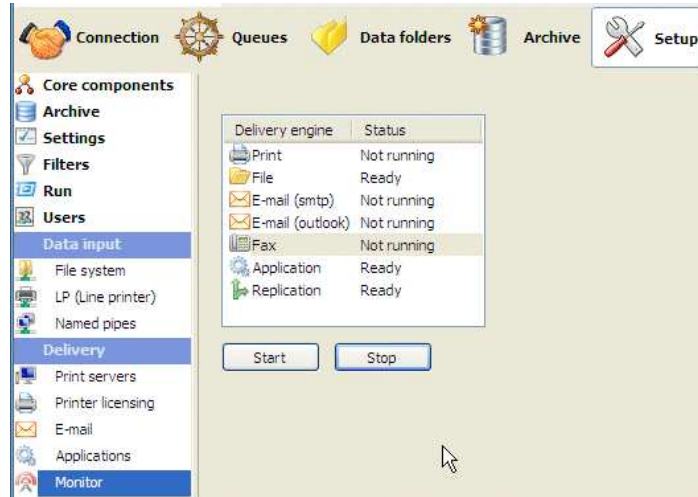 Connection Queues Data folders Archive Setup
Core components
Archive
Settings
Filters
Run
Users
Data input
File system
LP (Line printer)
Named pipes
Delivery
Print servers
Printer licensing
E-mail
Applications
Monitor
Delivery engine Status
Print Not running
File Ready
E-mail (smtp) Not running
E-mail (outlook) Not running
Fax Not running
Application Ready
Replication Ready
Start Stop